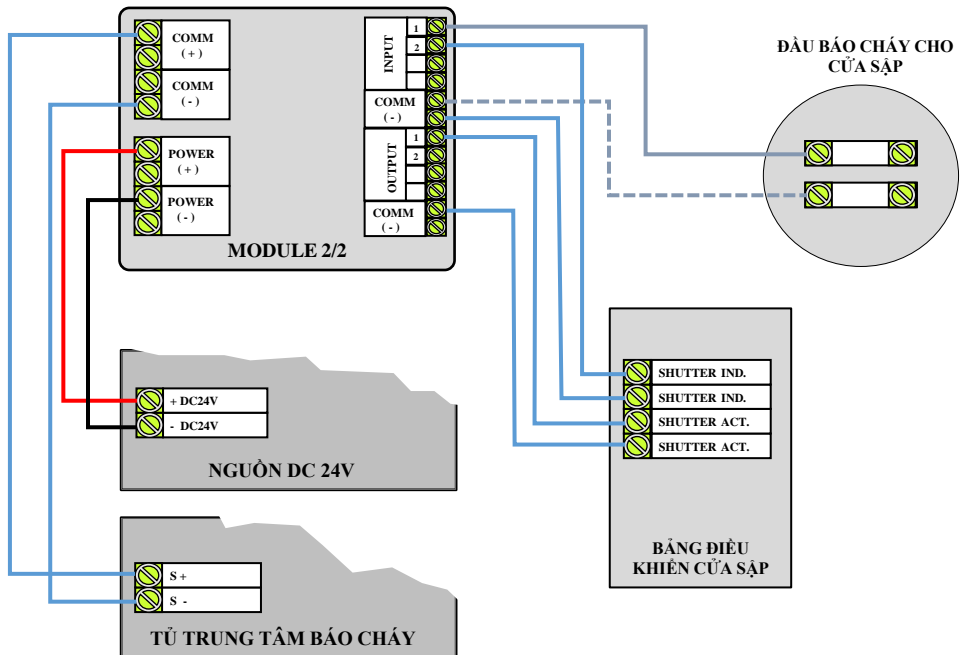 COMM
( + )
COMM
( - )
POWER
( + )
POWER
( - )
INPUT
1
2
COMM
( - )
OUTPUT
1
2
COMM
( - )
MODULE 2/2
ĐẦU BÁO CHÁY CHO
CỬA SẬP
+ DC24V
- DC24V
NGUỒN DC 24V
SHUTTER IND.
SHUTTER IND.
SHUTTER ACT.
SHUTTER ACT.
BẢNG ĐIỀU
KHIỂN CỬA SẬP
S +
S -
TỦ TRUNG TÂM BÁO CHÁY